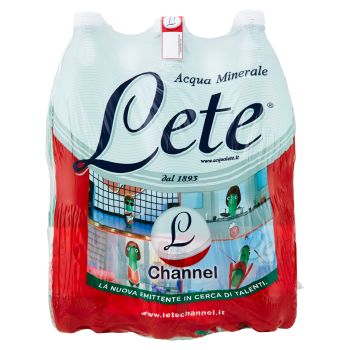 Acqua Minerale
Lete®
www.acqualete.it
dal 1893
L
Channel
LA NUOVA EMITTENTE IN CERCA DI TALENTI.
www.letechannel.it